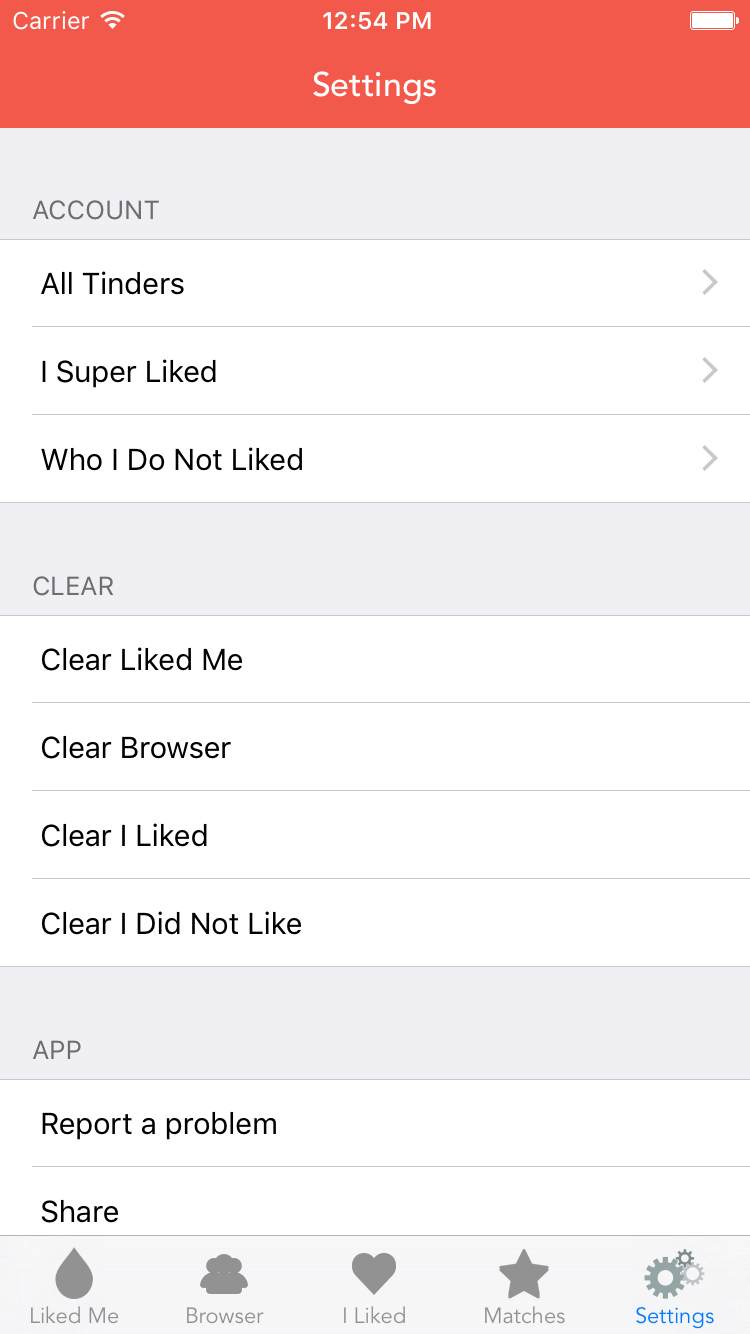 Carrier 12:54 PM
Settings
ACCOUNT
All Tinders
I Super Liked
Who I Do Not Liked
CLEAR
Clear Liked Me
Clear Browser
Clear I Liked
Clear I Did Not Like
APP
Report a problem
Share
Liked Me Browser I Liked Matches Settings